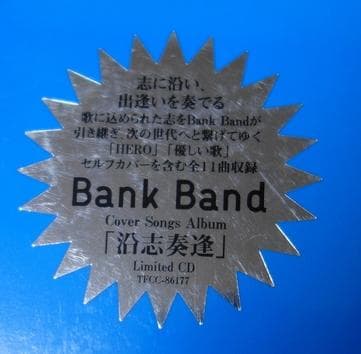 志に沿い、
出逢いを奏でる
歌に込められた志をBank Bandが
引き継ぎ、次の世代へと繋げてゆく
「HERO」「優しい歌」
セルフカバーを含む全11曲収録
Bank Band
Cover Songs Album
「沿志奏逢」
Limited CD
TFCC-86177